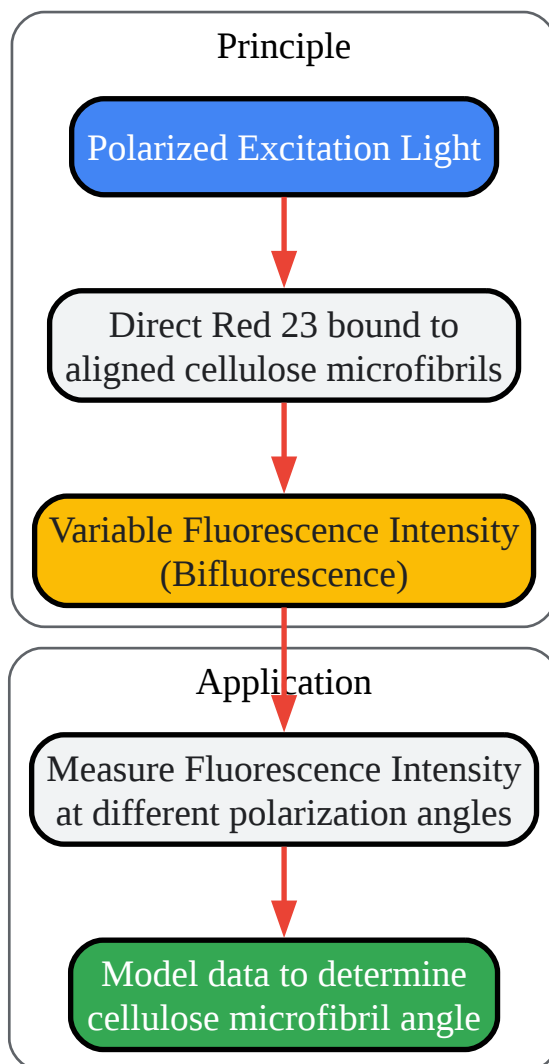 Principle
Polarized Excitation Light
Direct Red 23 bound to
aligned cellulose microfibrils
Variable Fluorescence Intensity
(Bifluorescence)
Application
Measure Fluorescence Intensity
at different polarization angles
Model data to determine
cellulose microfibril angle